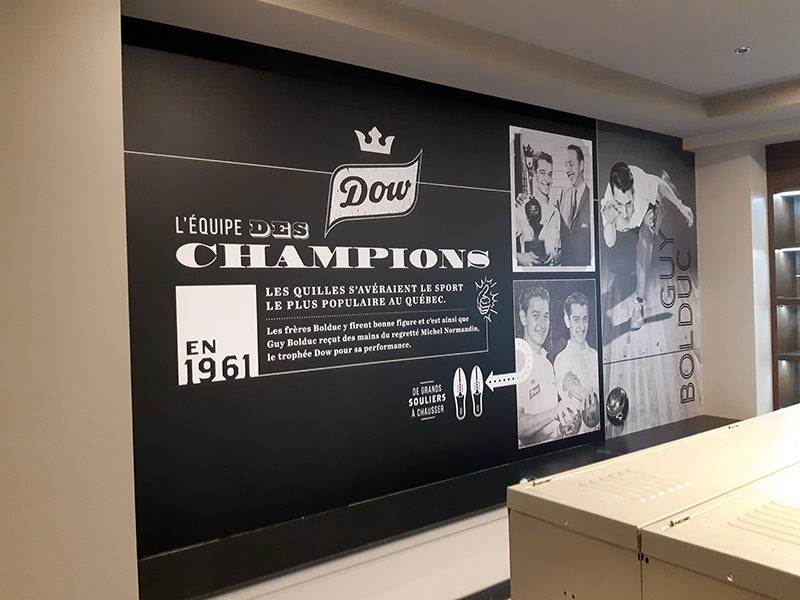 Dow
L'ÉQUIPE DES
CHAMPIONS
EN
1961
LES QUILLES S'AVÉRAIENT LE SPORT
LE PLUS POPULAIRE AU QUÉBEC.
Les frères Bolduc y firent bonne figure et c'est ainsi que
Guy Bolduc reçut des mains du regretté Michel Normandin,
le trophée Dow pour sa performance.
DE GRANDS
SOULIERS
À CHAUSSER
Dow
GUY
BOLDUC